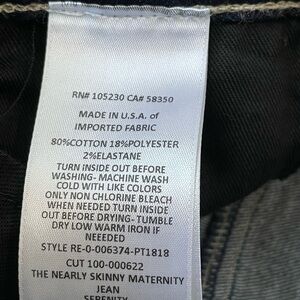 RN# 105230 CA# 58350
MADE IN U.S.A. of
IMPORTED FABRIC
80%COTTON 18%POLYESTER
2%ELASTANE
TURN INSIDE OUT BEFORE
WASHING- MACHINE WASH
COLD WITH LIKE COLORS
ONLY NON CHLORINE BLEACH
WHEN NEEDED TURN INSIDE
OUT BEFORE DRYING- TUMBLE
DRY LOW WARM IRON IF
NEEEDED
STYLE RE-0-006374-PT1818
CUT 100-000622
THE NEARLY SKINNY MATERNITY
JEAN
SERENITY